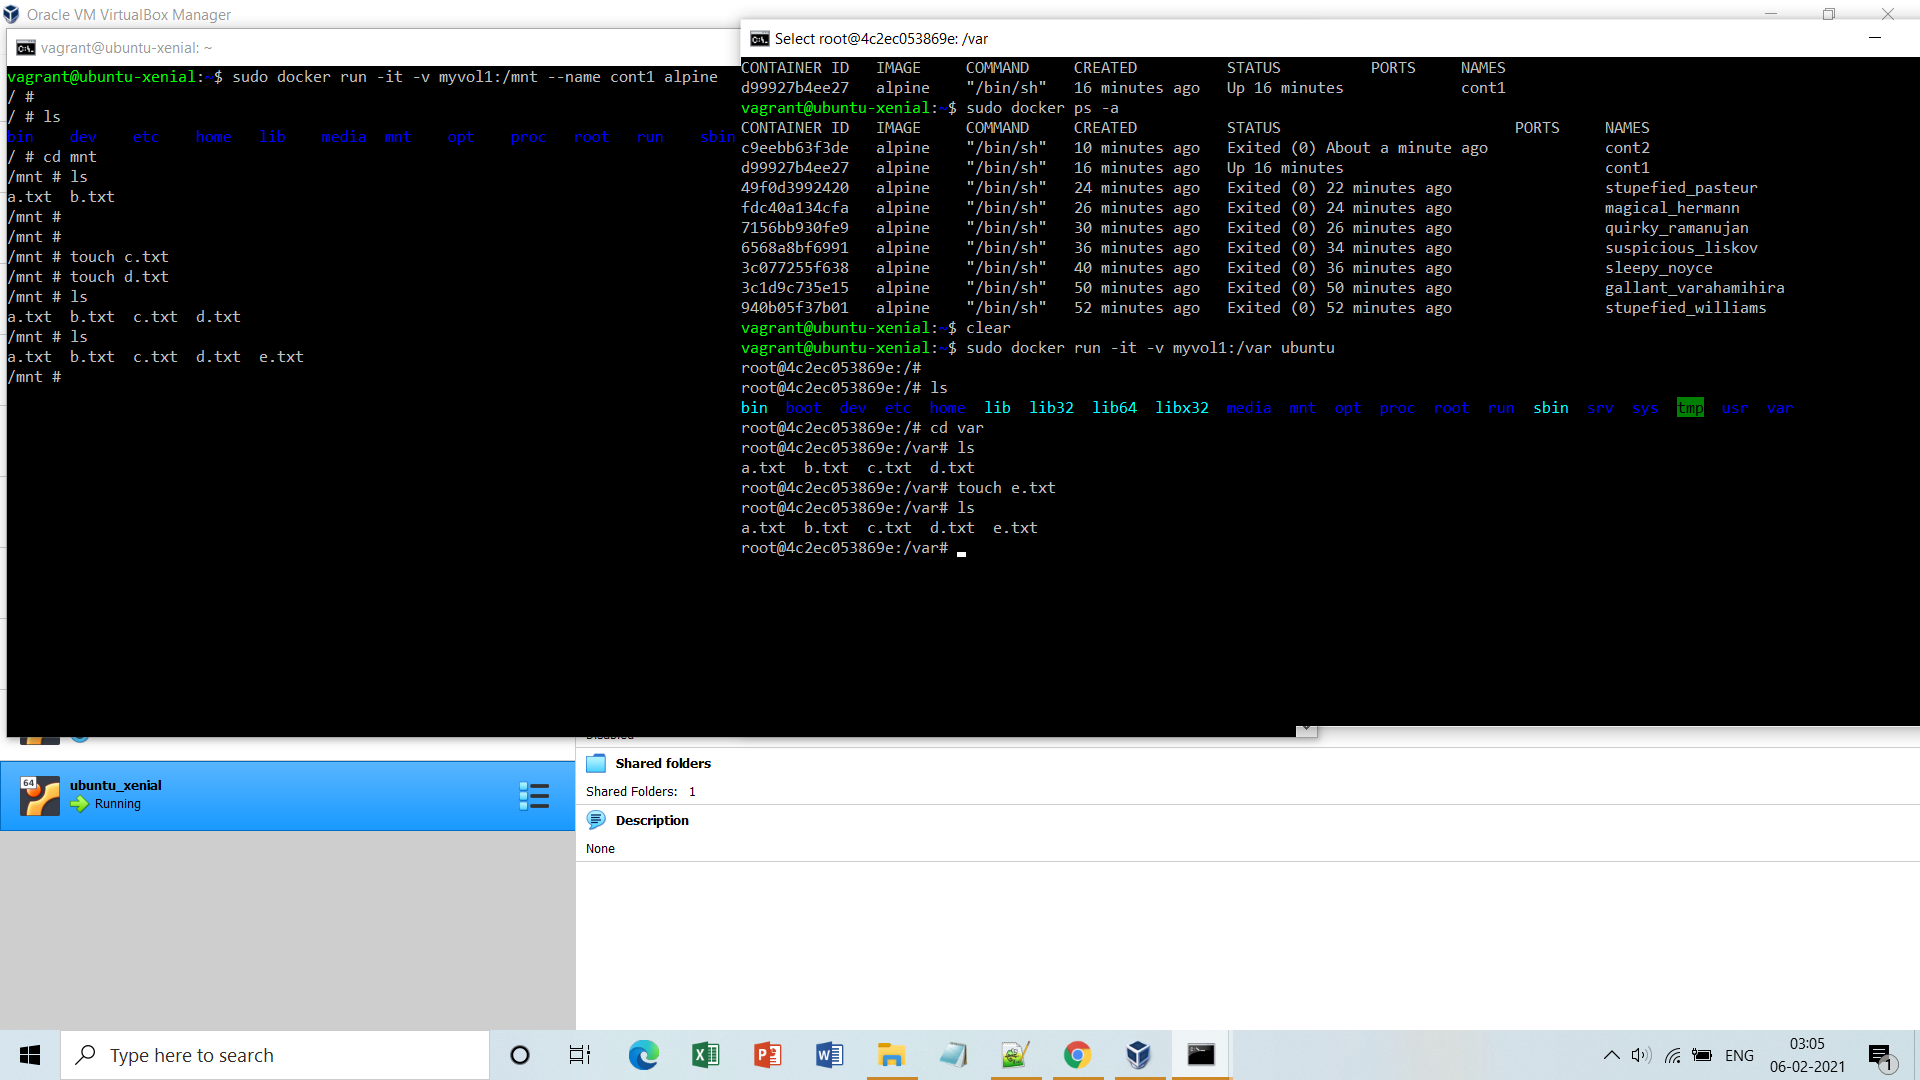 Oracle VM VirtualBox Manager
vagrant@ubuntu-xenial: ~
vagrant@ubuntu-xenial:~$ sudo docker run -it -v myvol1:/mnt --name cont1 alpine
/ #
/ # ls
bin    dev    etc    home   lib    media  mnt    opt    proc   root   run    sbin
/ # cd mnt
/mnt # ls
a.txt  b.txt
/mnt #
/mnt #
/mnt # touch c.txt
/mnt # touch d.txt
/mnt # ls
a.txt  b.txt  c.txt  d.txt
/mnt # ls
a.txt  b.txt  c.txt  d.txt  e.txt
/mnt #
Select root@4c2ec053869e: /var
CONTAINER ID   IMAGE     COMMAND     CREATED          STATUS          PORTS     NAMES
d99927b4ee27   alpine    "/bin/sh"   16 minutes ago   Up 16 minutes             cont1
vagrant@ubuntu-xenial:~$ sudo docker ps -a
CONTAINER ID   IMAGE     COMMAND     CREATED          STATUS                          PORTS     NAMES
c9eebb63f3de   alpine    "/bin/sh"   10 minutes ago   Exited (0) About a minute ago             cont2
d99927b4ee27   alpine    "/bin/sh"   16 minutes ago   Up 16 minutes                             cont1
49f0d3992420   alpine    "/bin/sh"   24 minutes ago   Exited (0) 22 minutes ago                 stupefied_pasteur
fdc40a134cfa   alpine    "/bin/sh"   26 minutes ago   Exited (0) 24 minutes ago                 magical_hermann
7156bb930fe9   alpine    "/bin/sh"   30 minutes ago   Exited (0) 26 minutes ago                 quirky_ramanujan
6568a8bf6991   alpine    "/bin/sh"   36 minutes ago   Exited (0) 34 minutes ago                 suspicious_liskov
3c077255f638   alpine    "/bin/sh"   40 minutes ago   Exited (0) 36 minutes ago                 sleepy_noyce
3c1d9c735e15   alpine    "/bin/sh"   50 minutes ago   Exited (0) 50 minutes ago                 gallant_varahamihira
940b05f37b01   alpine    "/bin/sh"   52 minutes ago   Exited (0) 52 minutes ago                 stupefied_williams
vagrant@ubuntu-xenial:~$ clear
vagrant@ubuntu-xenial:~$ sudo docker run -it -v myvol1:/var ubuntu
root@4c2ec053869e:/#
root@4c2ec053869e:/# ls
bin  boot  dev  etc  home  lib  lib32  lib64  libx32  media  mnt  opt  proc  root  run  sbin  srv  sys  tmp  usr  var
root@4c2ec053869e:/# cd var
root@4c2ec053869e:/var# ls
a.txt  b.txt  c.txt  d.txt
root@4c2ec053869e:/var# touch e.txt
root@4c2ec053869e:/var# ls
a.txt  b.txt  c.txt  d.txt  e.txt
root@4c2ec053869e:/var#
64
ubuntu_xenial
Running
Disabled
Shared folders
Shared Folders: 1
Description
None
Type here to search
ENG
03:05
06-02-2021
1